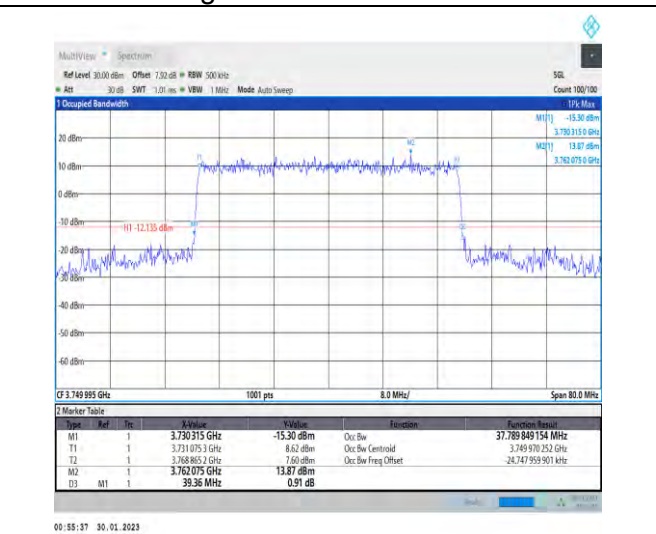 MultiView Spectrum
Ref Level 30.00 dBm Offset 7.92 dB RBW 500 kHz SGL
Att 30 dB SWT 1.01 ms VBW 1 MHz Mode Auto Sweep Count 100/100
1 Occupied Bandwidth 1Pk Max
M1[1] -15.30 dBm
3.730 315 0 GHz
M2[1] 13.87 dBm
3.762 075 0 GHz
20 dBm
M2
T1
10 dBm
0 dBm
-10 dBm
H1 -12.135 dBm
-20 dBm
-30 dBm
-40 dBm
-50 dBm
-60 dBm
CF 3.749 995 GHz 1001 pts 8.0 MHz/ Span 80.0 MHz
2 Marker Table
Type Ref Trc X-Value Y-Value Function Function Result
M1 1 3.730 315 GHz -15.30 dBm Occ Bw 37.789 849 154 MHz
T1 1 3.731 075 3 GHz 8.62 dBm Occ Bw Centroid 3.749 970 252 GHz
T2 1 3.768 865 2 GHz 7.60 dBm Occ Bw Freq Offset -24.747 959 901 kHz
M2 1 3.762 075 GHz 13.87 dBm
D3 M1 1 39.36 MHz 0.91 dB
00:55:37 30.01.2023